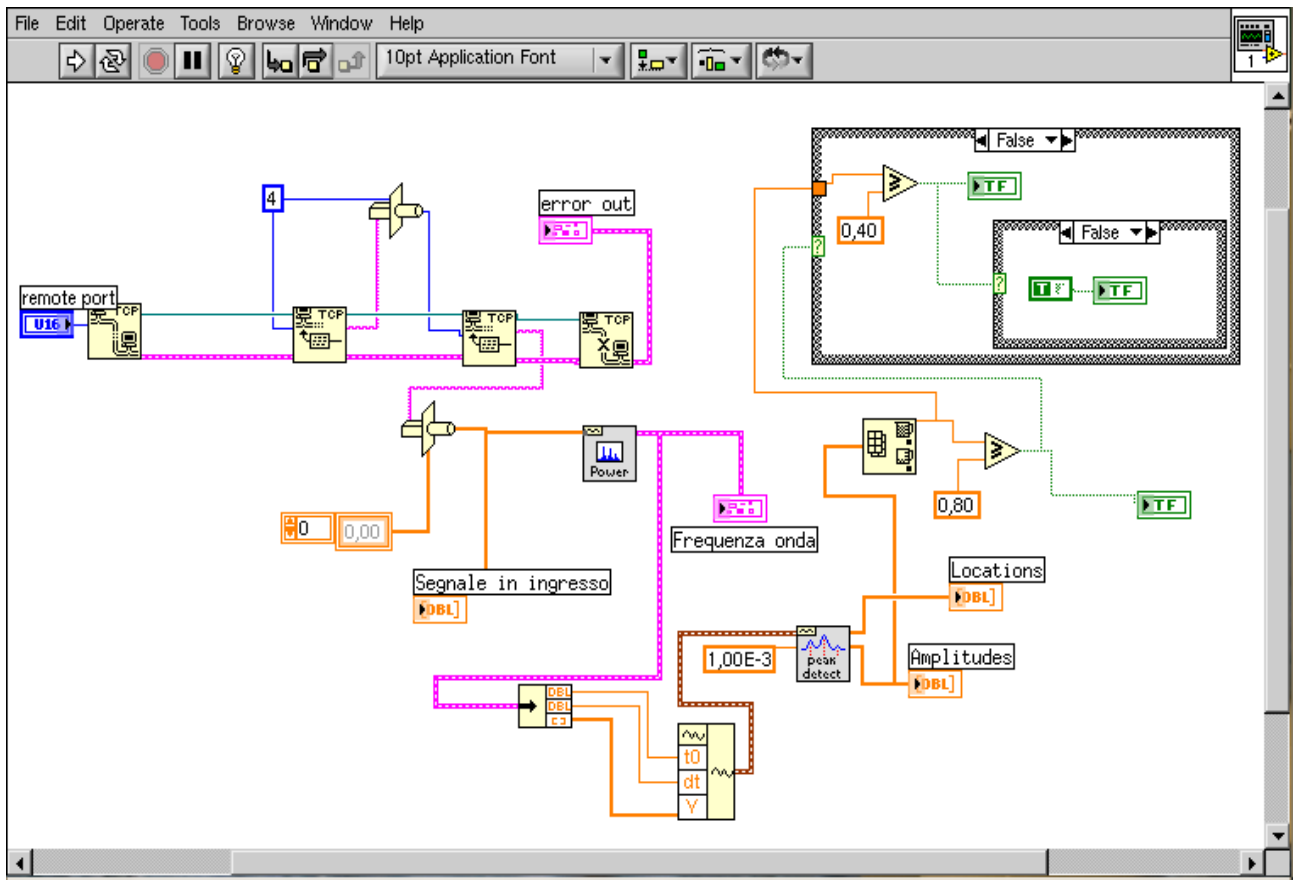 File Edit Operate Tools Browse Window Help
10pt Application Font
1
False
TF
0,40
False
TF
4
error out
remote port
U16
TCP
TCP
TCP
TCP
Power
0
0,00
Frequenza onda
Segnale in ingresso
DBL]
0,80
TF
Locations
DBL]
1,00E-3
peak
detect
Amplitudes
DBL]
DBL
DBL
t0
dt
Y